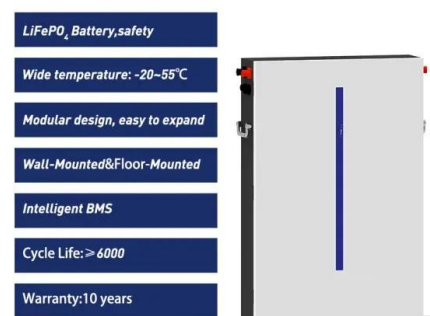 LiFePO₄ Battery,safety
Wide temperature: -20~55℃
Modular design, easy to expand
Wall-Mounted&Floor-Mounted
Intelligent BMS
Cycle Life:≥6000
Warranty:10 years